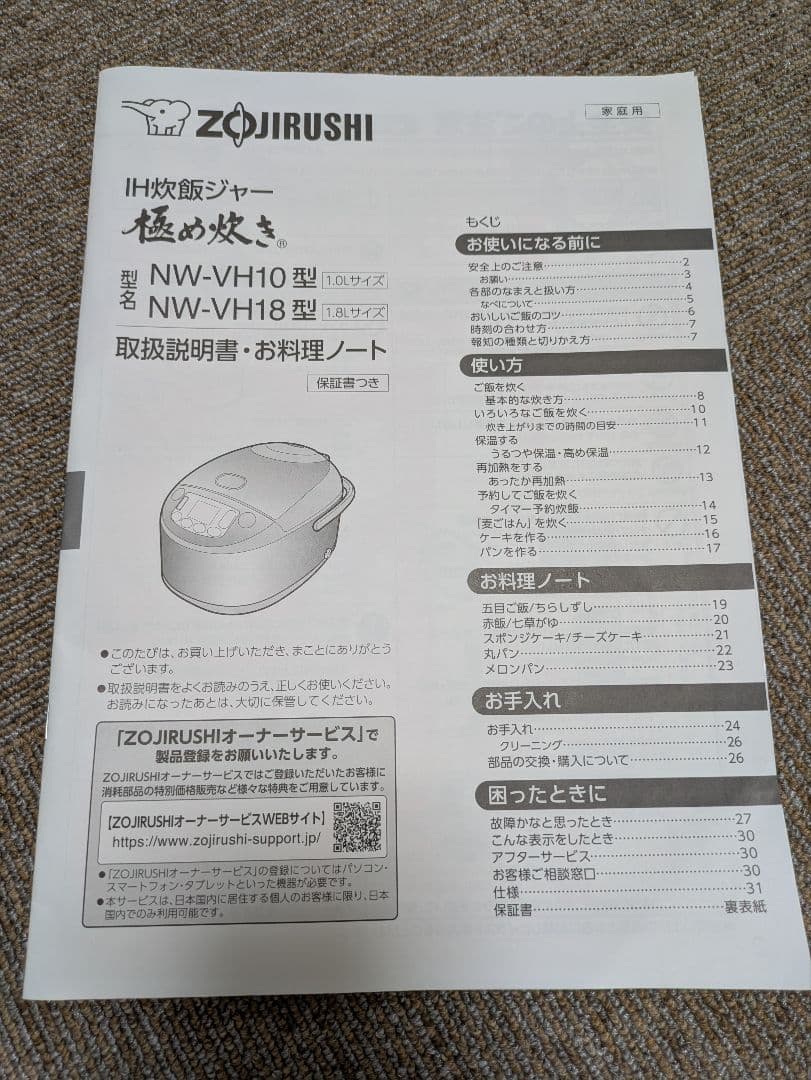 ZOJIRUSHI
家庭用
IH炊飯ジャー
極め炊き®
型名
NW-VH10 型 1.0Lサイズ
NW-VH18 型 1.8Lサイズ
取扱説明書・お料理ノート
保証書つき
●このたびは、お買い上げいただき、まことにありがとう
ございます。
●取扱説明書をよくお読みのうえ、正しくお使いください。
お読みになったあとは、大切に保管してください。
「ZOJIRUSHIオーナーサービス」で
製品登録をお願いいたします。
ZOJIRUSHIオーナーサービスではご登録いただいたお客様に
消耗部品の特別価格販売など様々な特典をご用意しています。
【ZOJIRUSHIオーナーサービスWEBサイト】
https://www.zojirushi-support.jp/
●「ZOJIRUSHIオーナーサービス」の登録についてはパソコン・
スマートフォン・タブレットといった機器が必要です。
●本サービスは、日本国内に居住する個人のお客様に限り、日本
国内でのみ利用可能です。
もくじ
お使いになる前に
安全上のご注意……2
お願い……3
各部のなまえと扱い方……4
なべについて……5
おいしいご飯のコツ……6
時刻の合わせ方……7
報知の種類と切りかえ方……7
使い方
ご飯を炊く
基本的な炊き方……8
いろいろなご飯を炊く……10
炊き上がりまでの時間の目安……11
保温する
うるつや保温・高め保温……12
再加熱をする
あったか再加熱……13
予約してご飯を炊く
タイマー予約炊飯……14
「麦ごはん」を炊く……15
ケーキを作る……16
パンを作る……17
お料理ノート
五目ご飯/ちらしずし……19
赤飯/七草がゆ……20
スポンジケーキ/チーズケーキ……21
丸パン……22
メロンパン……23
お手入れ
お手入れ……24
クリーニング……26
部品の交換・購入について……26
困ったときに
故障かなと思ったとき……27
こんな表示をしたとき……30
アフターサービス……30
お客様ご相談窓口……30
仕様……31
保証書……裏表紙